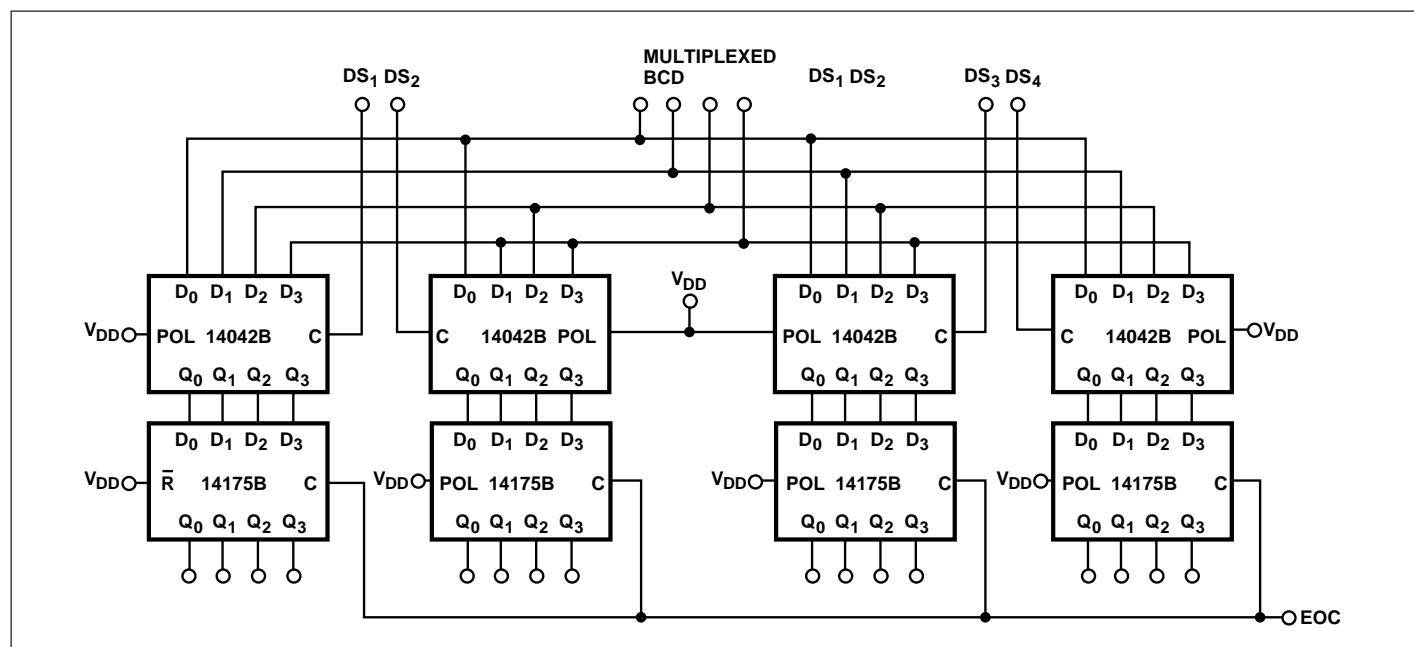 MULTIPLEXED
BCD
DS1 DS2
DS1 DS2
DS3 DS4
VDD
D0 D1 D2 D3
D0 D1 D2 D3
D0 D1 D2 D3
D0 D1 D2 D3
VDD
POL 14042B C
C 14042B POL
POL 14042B C
C 14042B POL
VDD
Q0 Q1 Q2 Q3
Q0 Q1 Q2 Q3
Q0 Q1 Q2 Q3
Q0 Q1 Q2 Q3
D0 D1 D2 D3
D0 D1 D2 D3
D0 D1 D2 D3
D0 D1 D2 D3
VDD
R̅ 14175B C
VDD
POL 14175B C
VDD
POL 14175B C
VDD
POL 14175B C
Q0 Q1 Q2 Q3
Q0 Q1 Q2 Q3
Q0 Q1 Q2 Q3
Q0 Q1 Q2 Q3
EOC